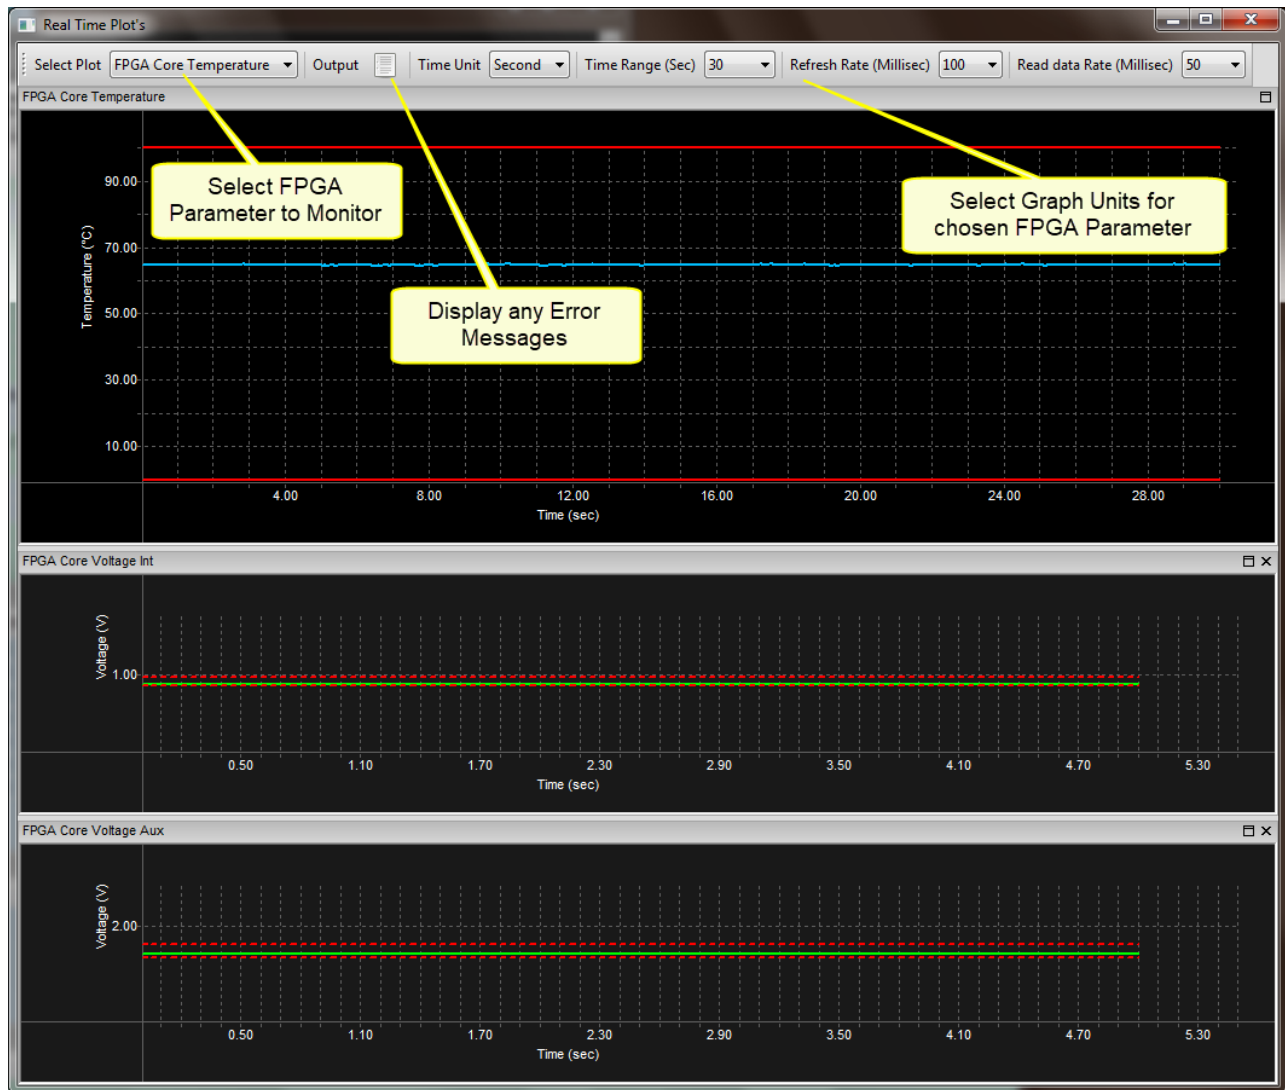 Real Time Plot's
Select Plot FPGA Core Temperature Output Time Unit Second Time Range (Sec) 30 Refresh Rate (Millisec) 100 Read data Rate (Millisec) 50
FPGA Core Temperature
Select FPGA
Parameter to Monitor
Select Graph Units for
chosen FPGA Parameter
Display any Error
Messages
Temperature (°C)
90.00
70.00
50.00
30.00
10.00
4.00 8.00 12.00 16.00 20.00 24.00 28.00
Time (sec)
FPGA Core Voltage Int
Voltage (V)
1.00
0.50 1.10 1.70 2.30 2.90 3.50 4.10 4.70 5.30
Time (sec)
FPGA Core Voltage Aux
Voltage (V)
2.00
0.50 1.10 1.70 2.30 2.90 3.50 4.10 4.70 5.30
Time (sec)